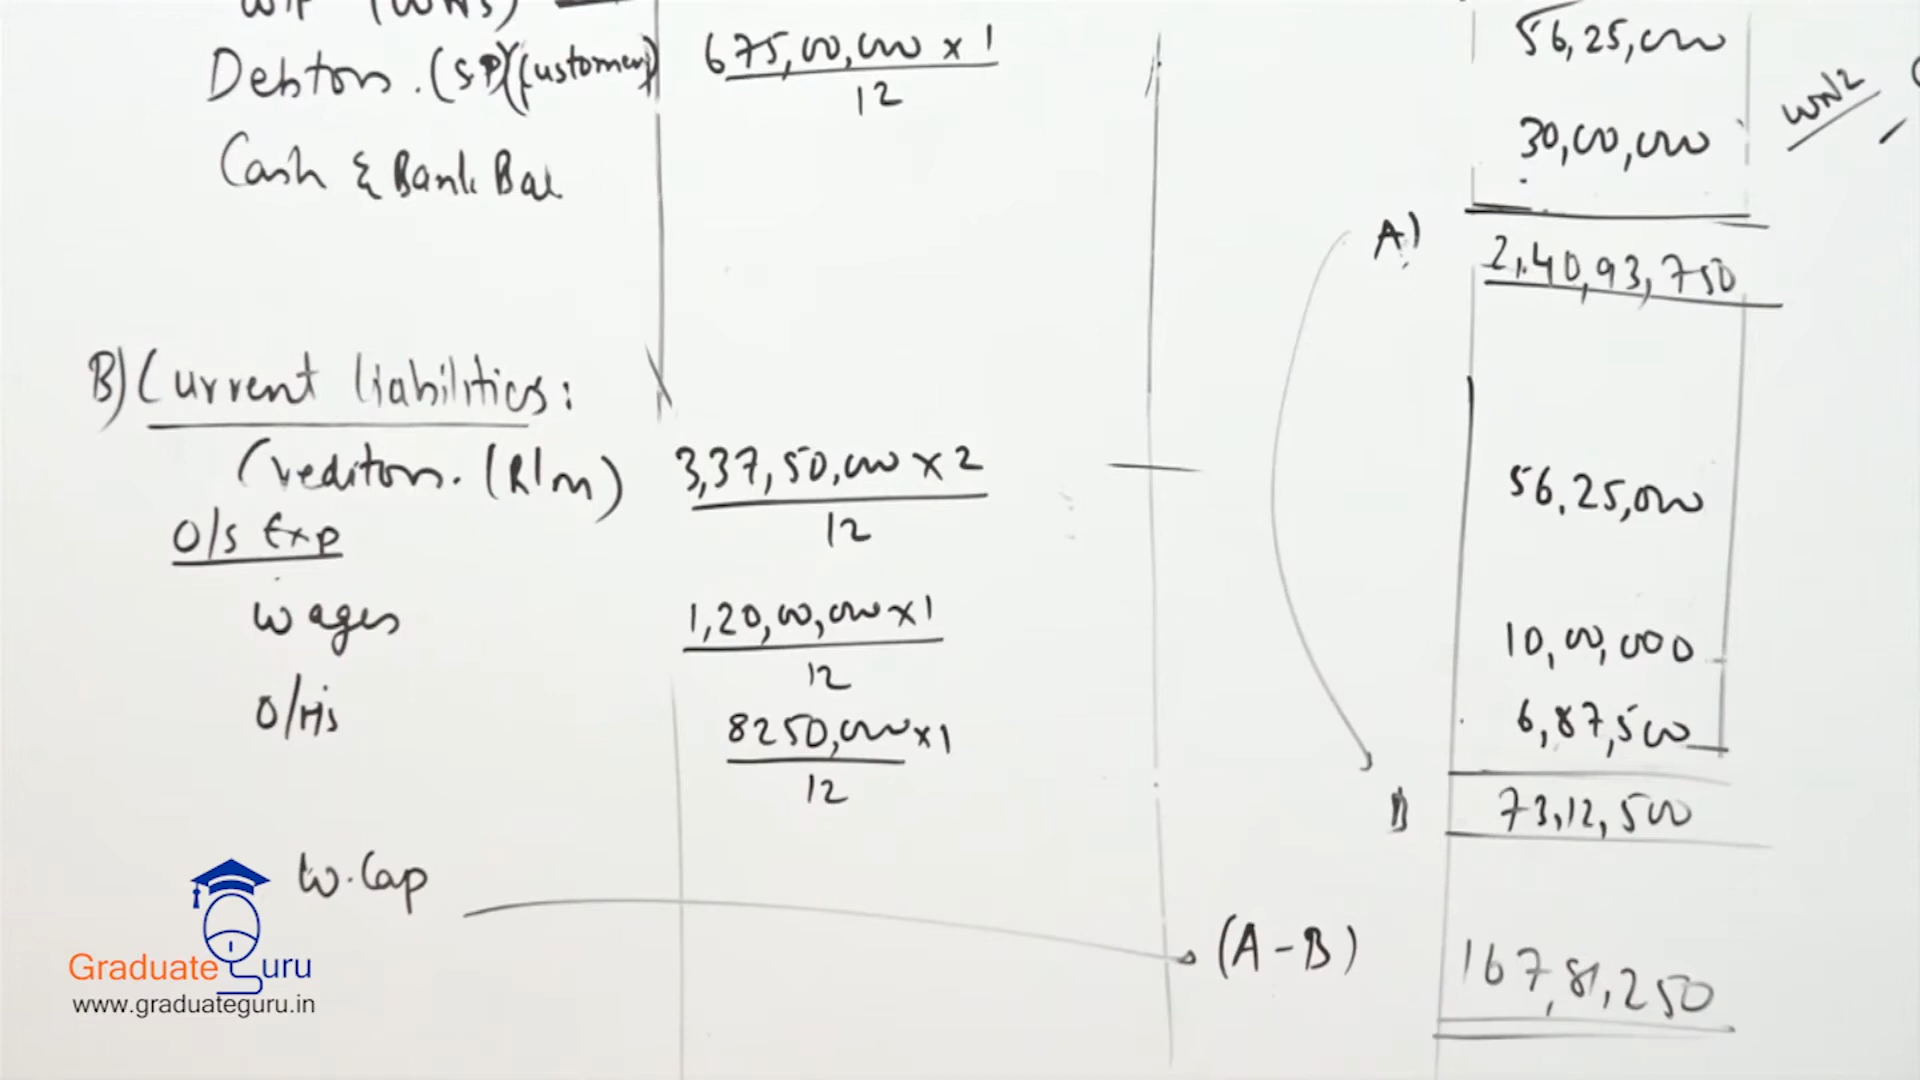 Debtors. (SP)(Customers) 675,00,000 x 1 56,25,000
12
WN2
Cash & Bank Bal 30,00,000
A) 2,40,93,750
B) Current liabilities:
Creditors. (R/m) 3,37,50,000 x 2 56,25,000
12
O/S Exp
wages 1,20,00,000 x 1 10,00,000
12
O/Hs 8250,000 x 1 6,87,500
12
B 73,12,500
w.Cap (A-B) 167,81,250
Graduate Guru
www.graduateguru.in